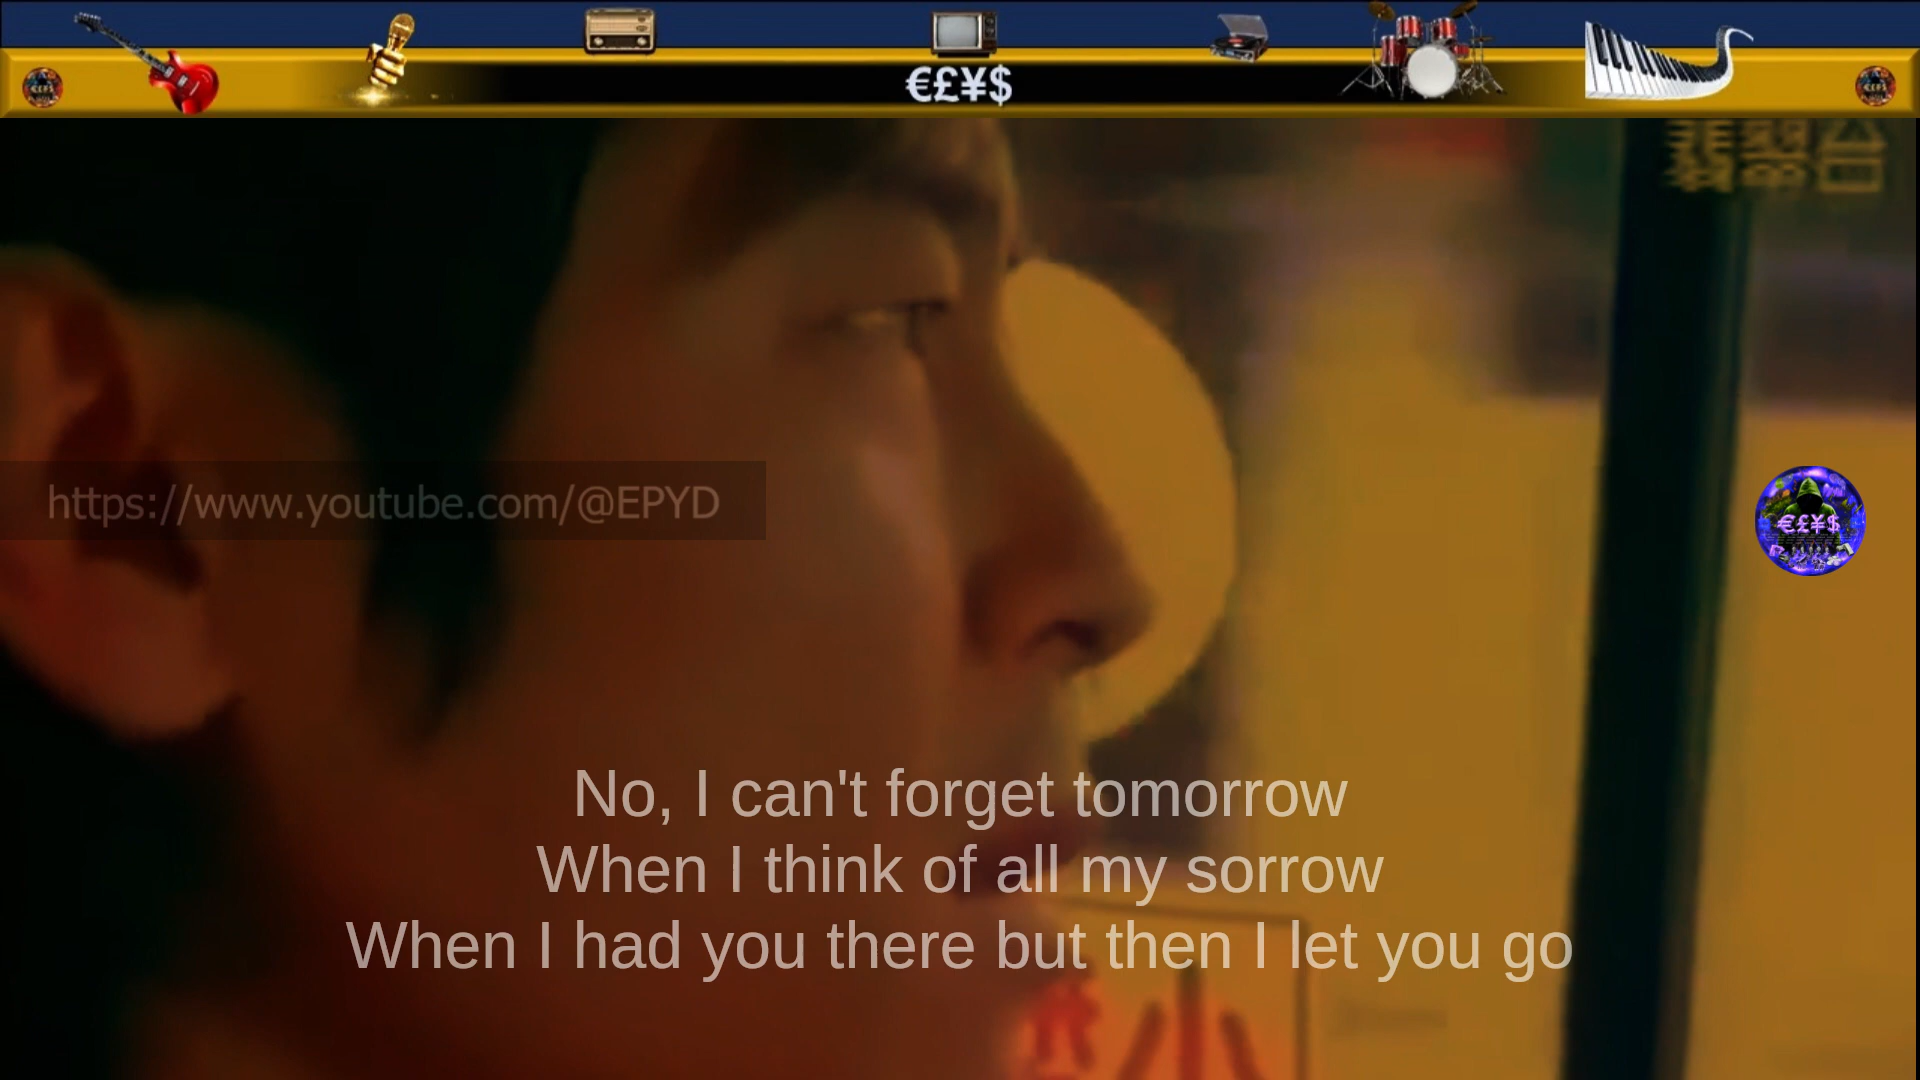 €£¥$
https://www.youtube.com/@EPYD
€£¥$
No, I can't forget tomorrow
When I think of all my sorrow
When I had you there but then I let you go
小